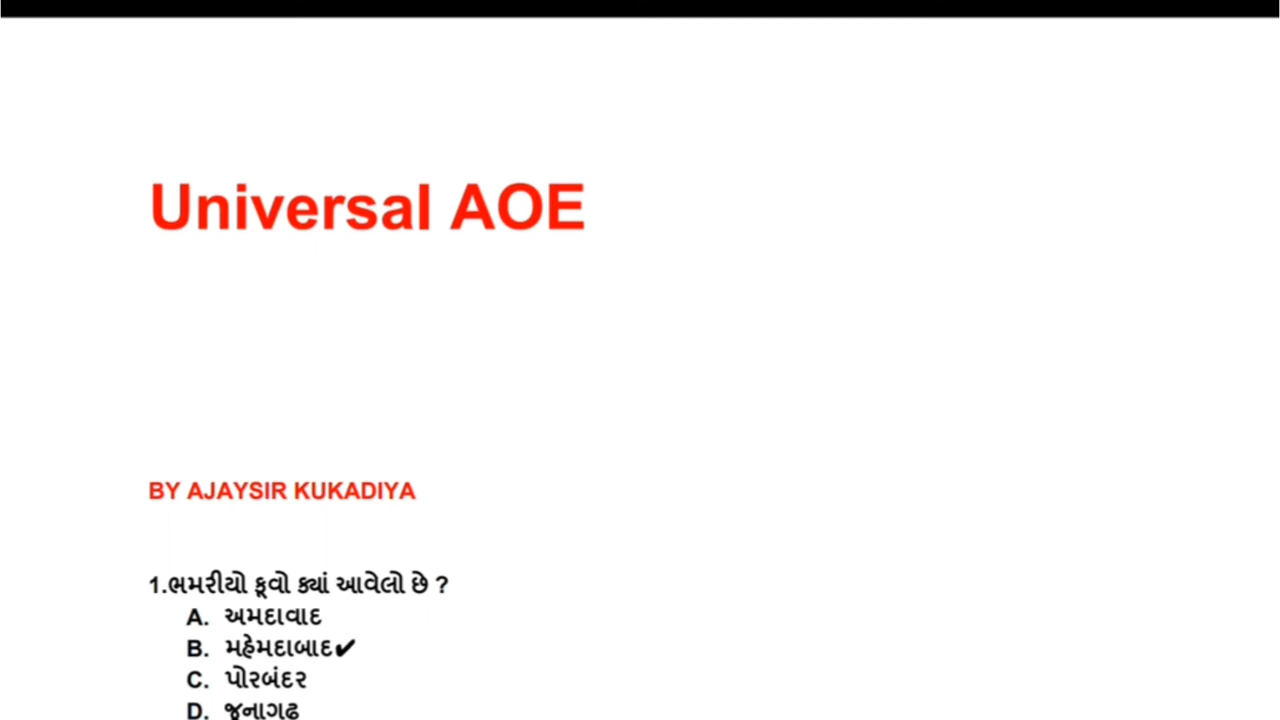 Universal AOE
BY AJAYSIR KUKADIYA
1.ભમરીયો કૂવો ક્યાં આવેલો છે ?
A. અમદાવાદ
B. મહેમદાબાદ✔
C. પોરબંદર
D. જૂનાગઢ